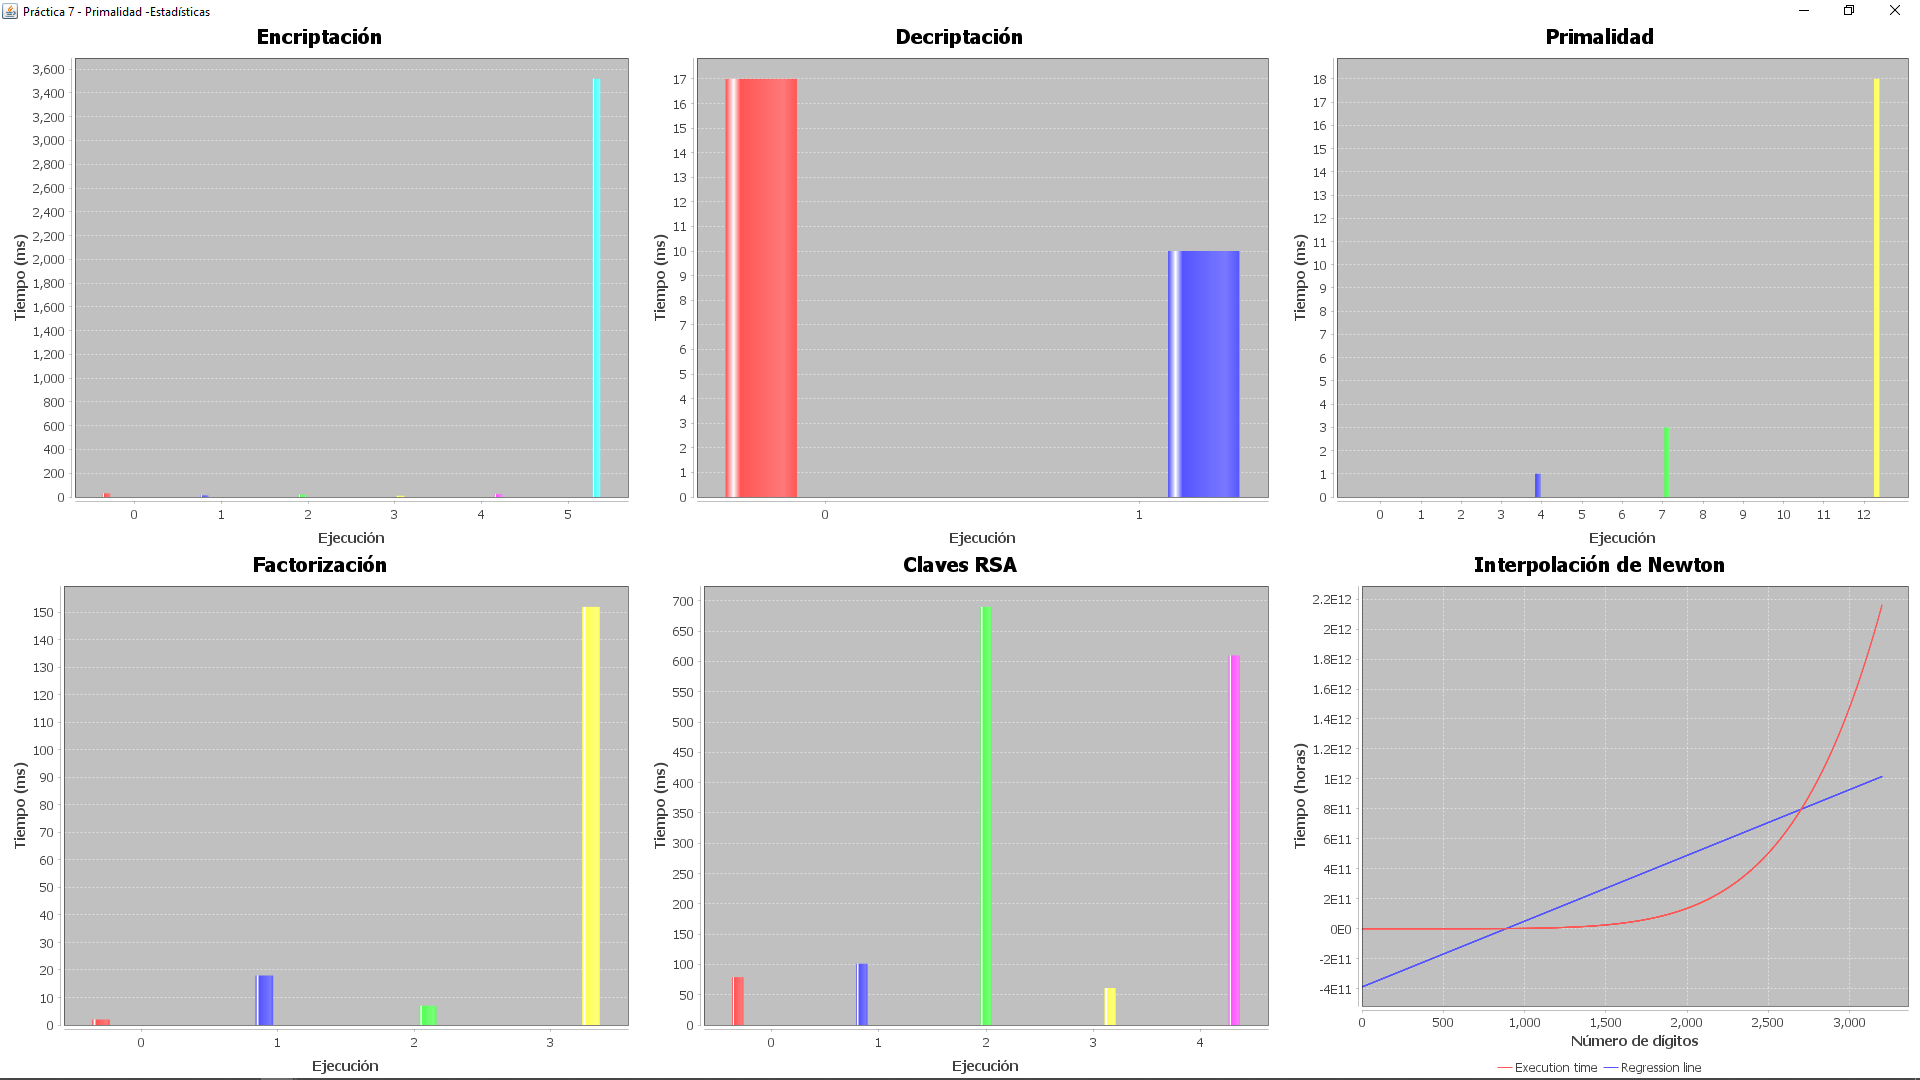 Práctica 7 - Primalidad -Estadísticas
Encriptación
3,600
3,400
3,200
3,000
2,800
2,600
2,400
2,200
2,000
1,800
1,600
1,400
1,200
1,000
800
600
400
200
0
Tiempo (ms)
0 1 2 3 4 5
Ejecución
Decriptación
17
16
15
14
13
12
11
10
9
8
7
6
5
4
3
2
1
0
Tiempo (ms)
0 1
Ejecución
Primalidad
18
17
16
15
14
13
12
11
10
9
8
7
6
5
4
3
2
1
0
Tiempo (ms)
0 1 2 3 4 5 6 7 8 9 10 11 12
Ejecución
Factorización
150
140
130
120
110
100
90
80
70
60
50
40
30
20
10
0
Tiempo (ms)
0 1 2 3
Ejecución
Claves RSA
700
650
600
550
500
450
400
350
300
250
200
150
100
50
0
Tiempo (ms)
0 1 2 3 4
Ejecución
Interpolación de Newton
2.2E12
2E12
1.8E12
1.6E12
1.4E12
1.2E12
1E12
8E11
6E11
4E11
2E11
0E0
-2E11
-4E11
Tiempo (horas)
0 500 1,000 1,500 2,000 2,500 3,000
Número de dígitos
Execution time Regression line